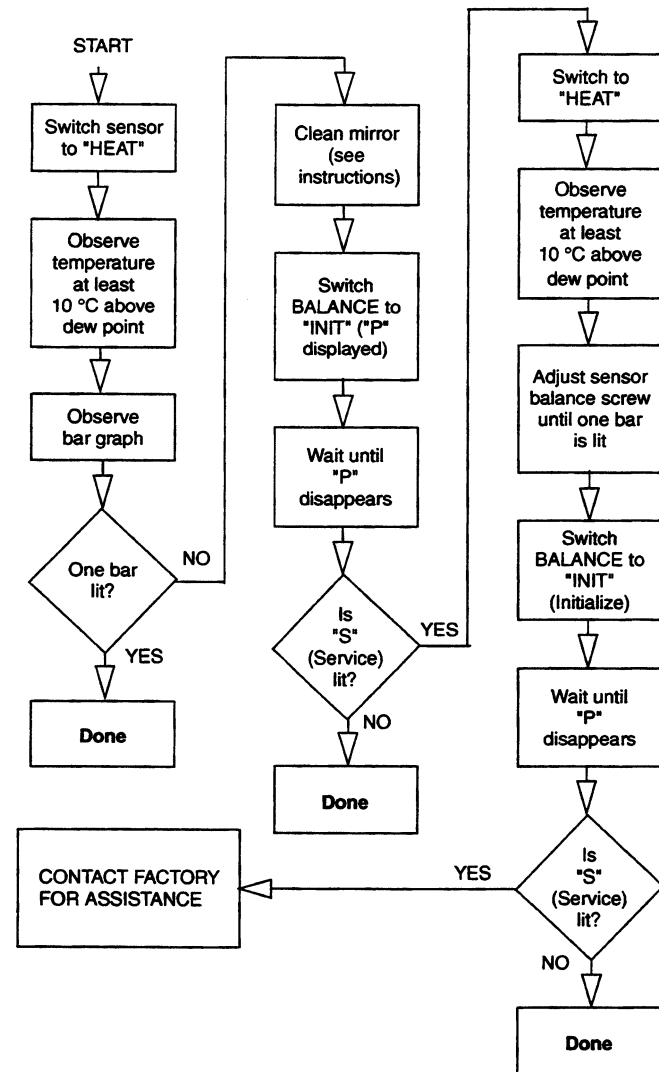 START
Switch sensor
to "HEAT"
Observe
temperature
at least
10 °C above
dew point
Observe
bar graph
One bar
lit?
NO
YES
Done
Clean mirror
(see
instructions)
Switch
BALANCE to
"INIT" ("P"
displayed)
Wait until
"P"
disappears
Is
"S"
(Service)
lit?
YES
NO
Done
Switch to
"HEAT"
Observe
temperature
at least
10 °C above
dew point
Adjust sensor
balance screw
until one bar
is lit
Switch
BALANCE to
"INIT"
(Initialize)
Wait until
"P"
disappears
Is
"S"
(Service)
lit?
YES
CONTACT FACTORY
FOR ASSISTANCE
NO
Done